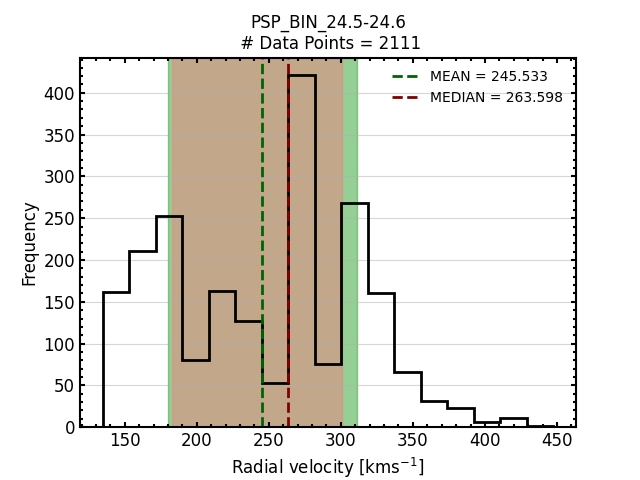 PSP_BIN_24.5-24.6
# Data Points = 2111
MEAN = 245.533
MEDIAN = 263.598
Frequency
400
350
300
250
200
150
100
50
0
150 200 250 300 350 400 450
Radial velocity [kms⁻¹]